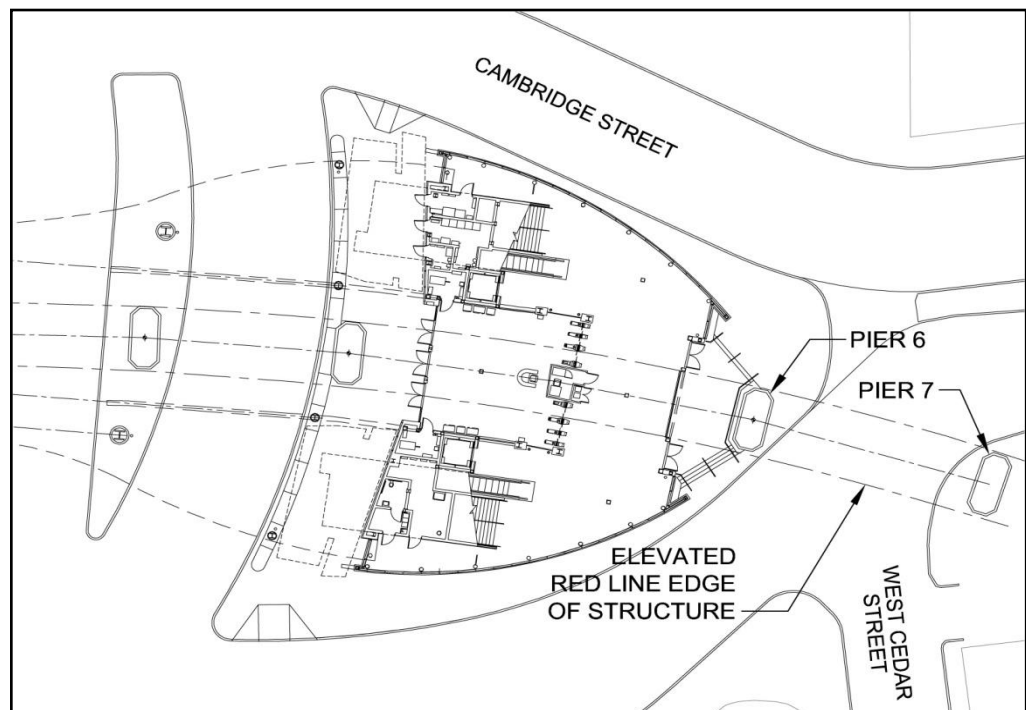 CAMBRIDGE STREET
PIER 6
PIER 7
ELEVATED
RED LINE EDGE
OF STRUCTURE
WEST CEDAR
STREET